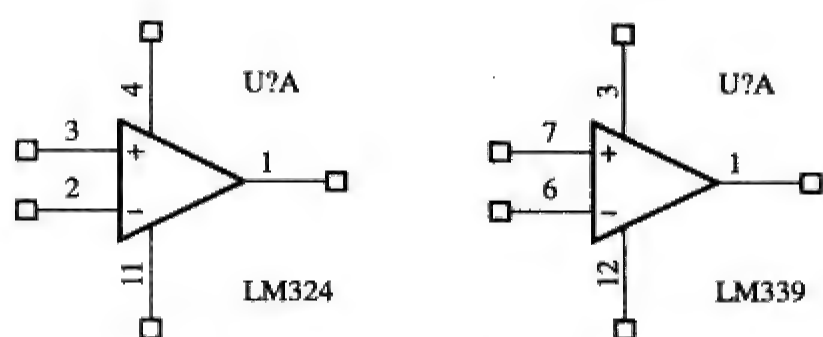 4 U?A
3 + 1
2 −
11 LM324
3 U?A
7 + 1
6 −
12 LM339